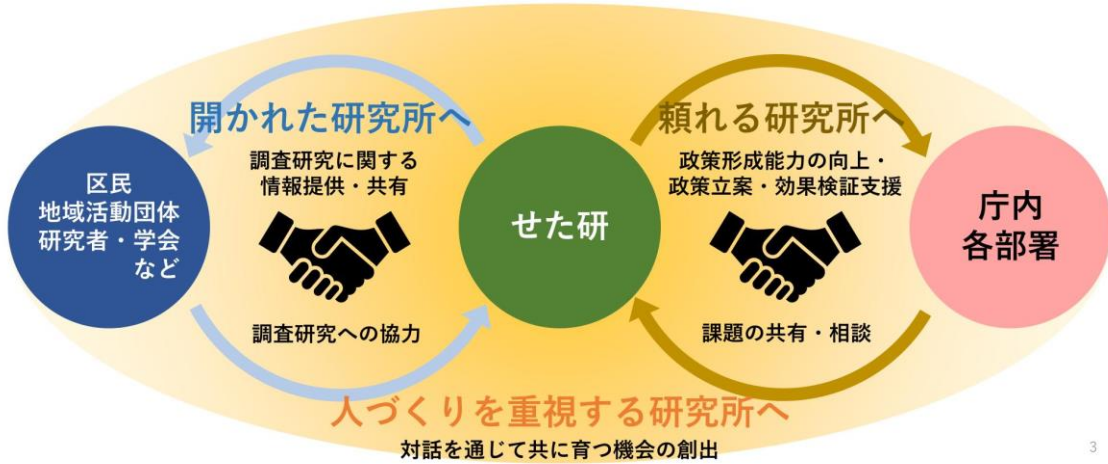 開かれた研究所へ
調査研究に関する
情報提供・共有
区民
地域活動団体
研究者・学会
など
調査研究への協力
せた研
頼れる研究所へ
政策形成能力の向上・
政策立案・効果検証支援
庁内
各部署
課題の共有・相談
人づくりを重視する研究所へ
対話を通じて共に育つ機会の創出
3